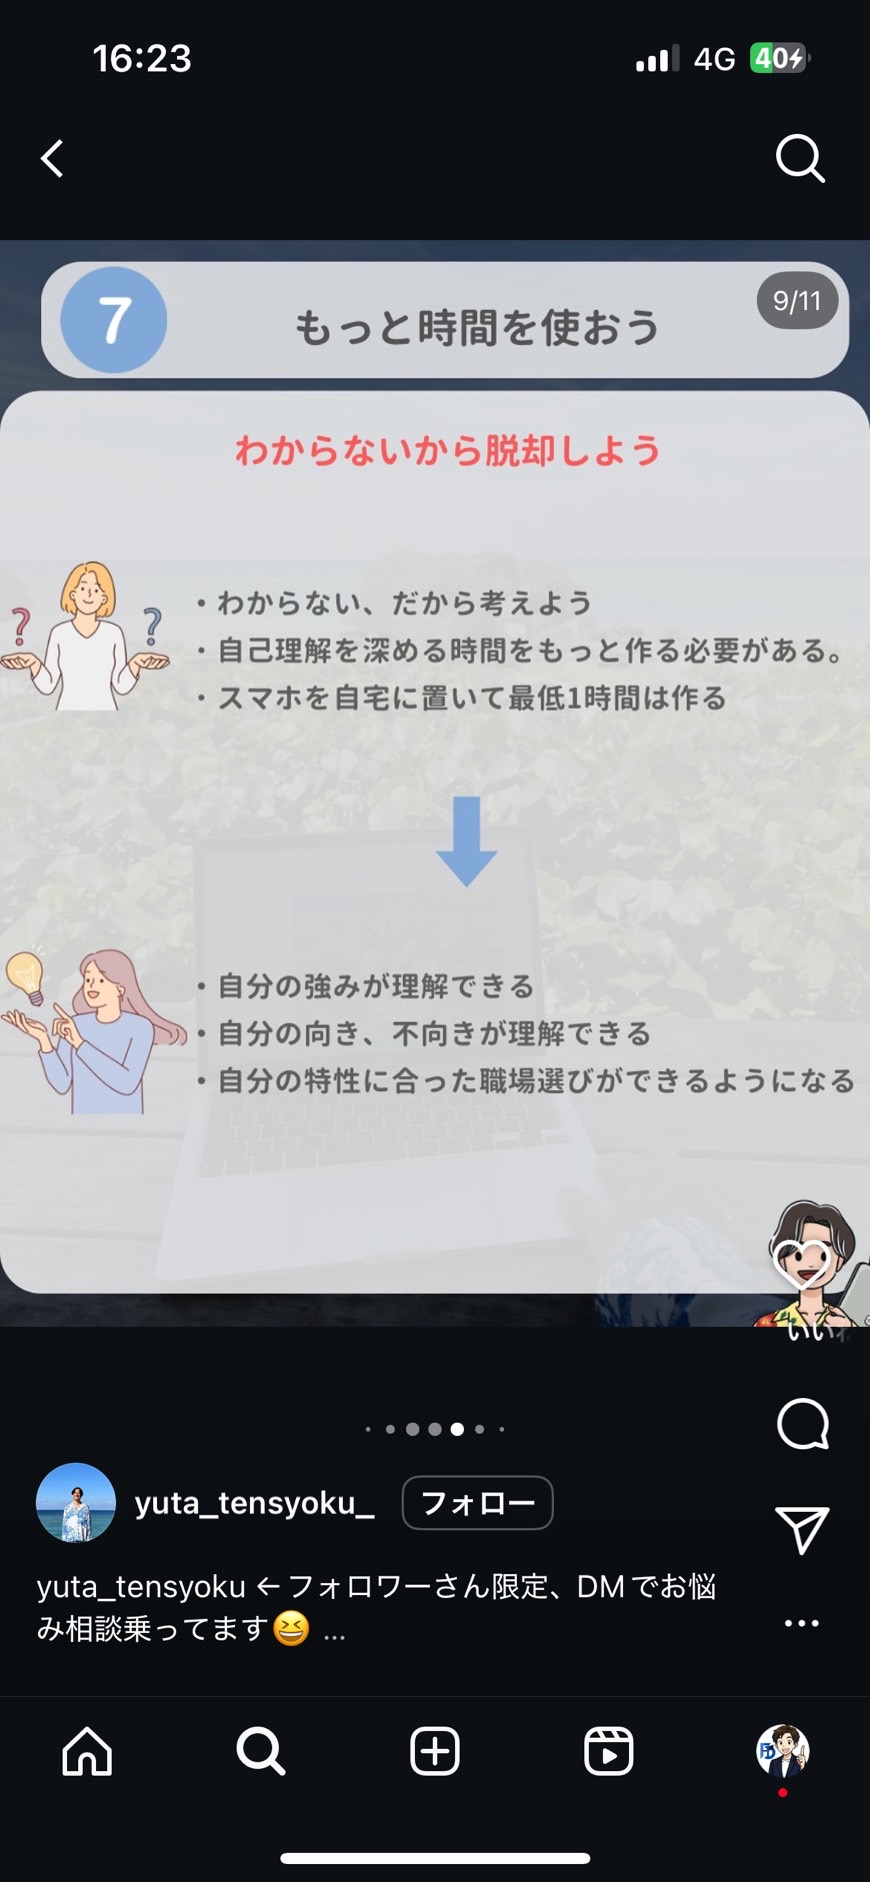 16:23
4G
40
7
もっと時間を使おう
9/11
わからないから脱却しよう
?
?
・わからない、だから考えよう
・自己理解を深める時間をもっと作る必要がある。
・スマホを自宅に置いて最低1時間は作る
・自分の強みが理解できる
・自分の向き、不向きが理解できる
・自分の特性に合った職場選びができるようになる
yuta_tensyoku_
フォロー
yuta_tensyoku ← フォロワーさん限定、DMでお悩
み相談乗ってます😆 ...